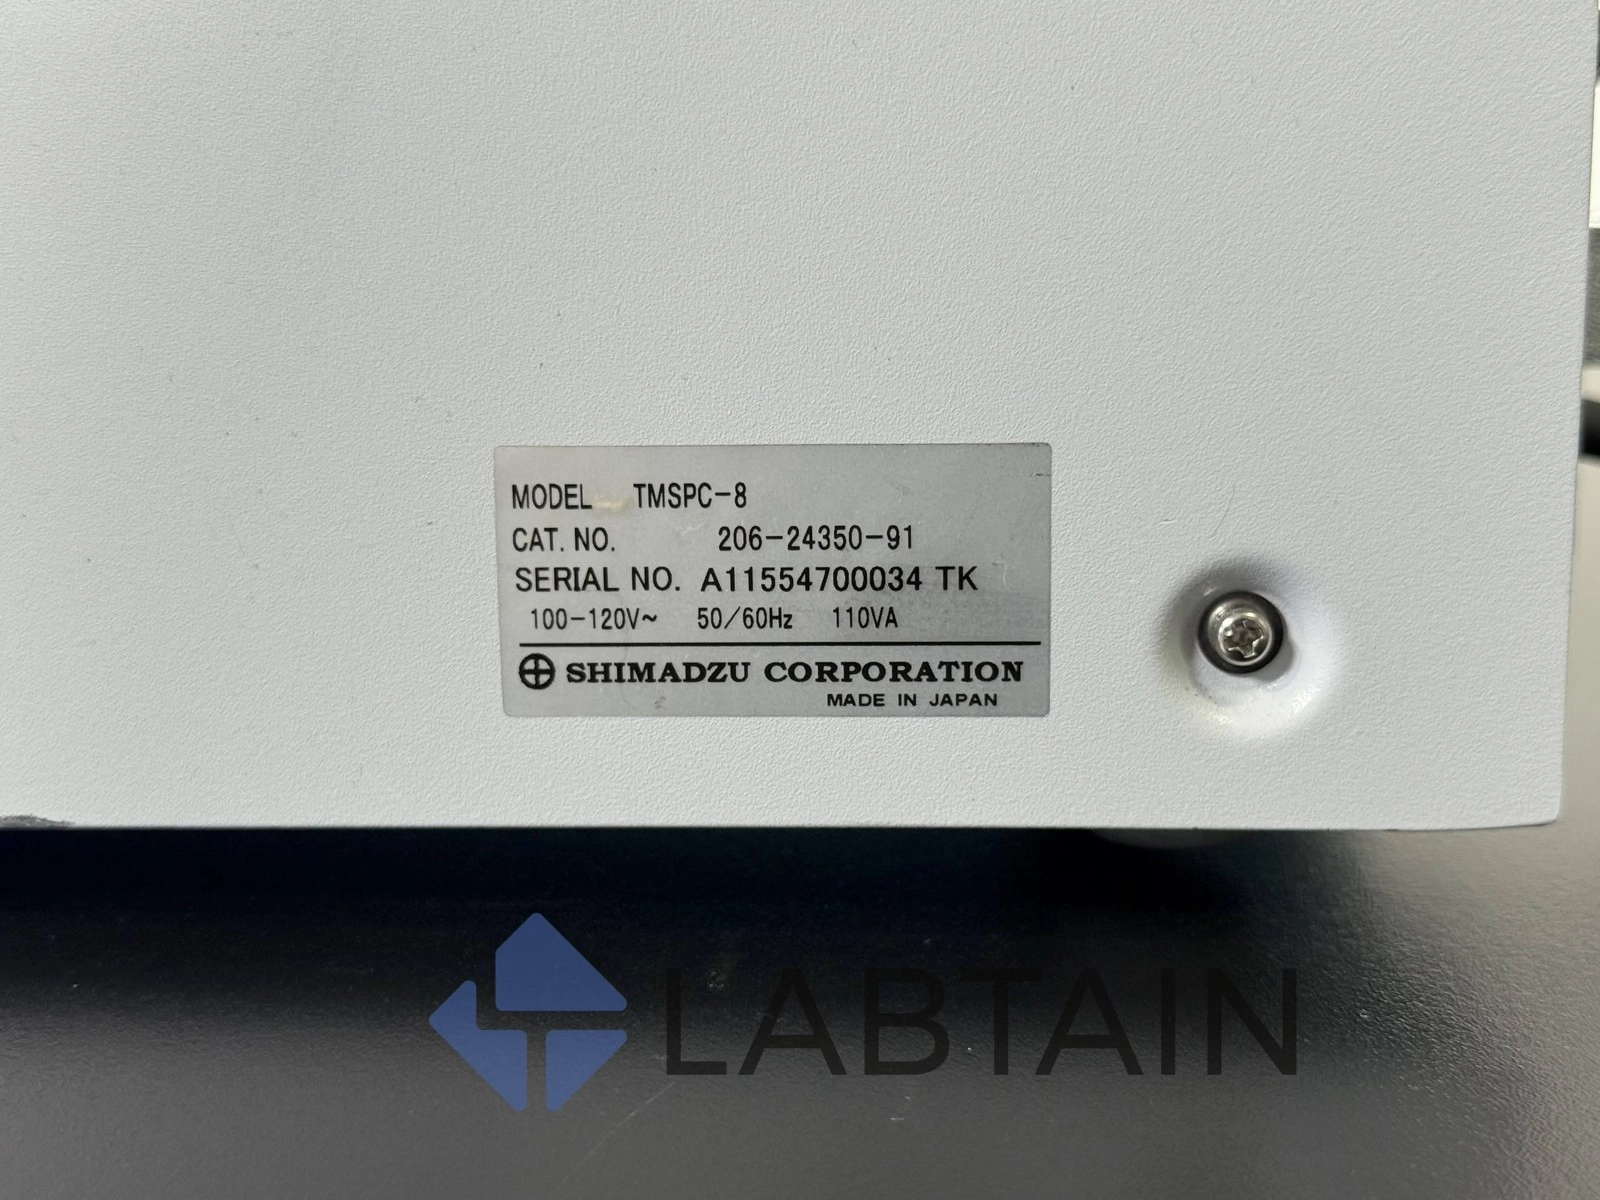 MODEL TMSPC-8
CAT. NO. 206-24350-91
SERIAL NO. A11554700034 TK
100-120V~ 50/60Hz 110VA
SHIMADZU CORPORATION
MADE IN JAPAN
LABTAIN